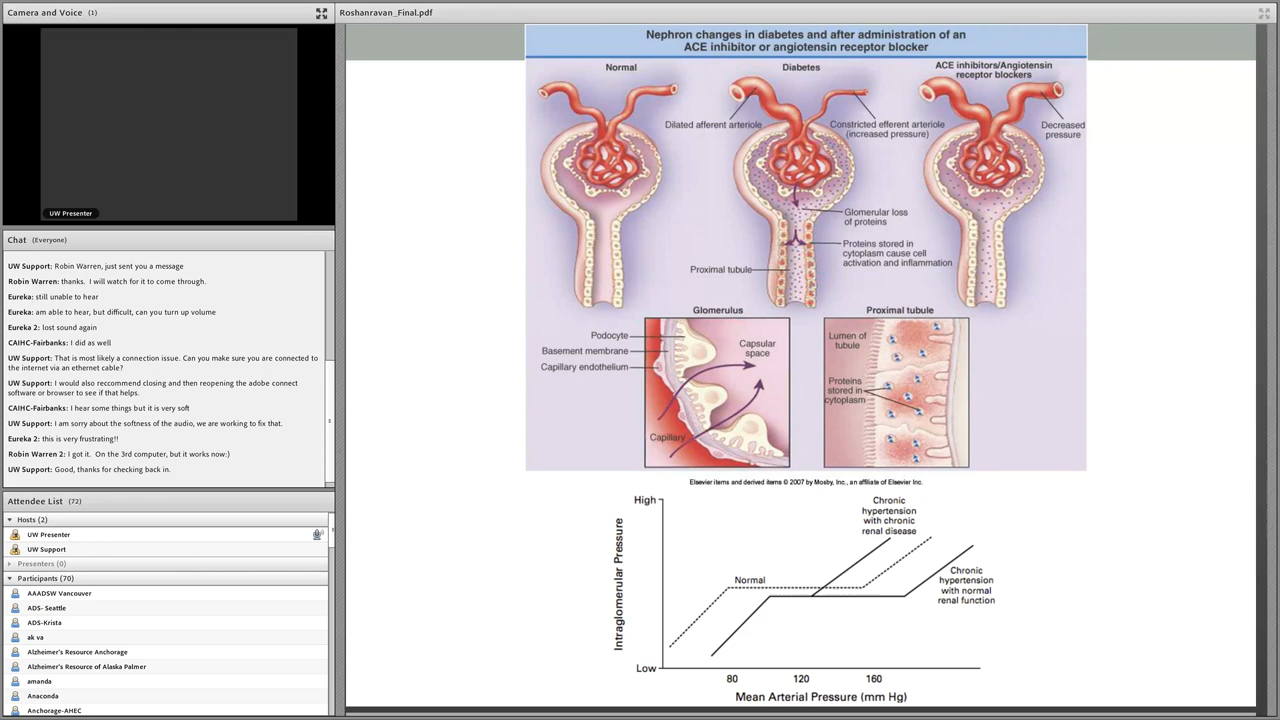 Camera and Voice (1)
UW Presenter
Chat (Everyone)
UW Support: Robin Warren, just sent you a message
Robin Warren: thanks. I will watch for it to come through.
Eureka: still unable to hear
Eureka: am able to hear, but difficult, can you turn up volume
Eureka 2: lost sound again
CAIHC-Fairbanks: I did as well
UW Support: That is most likely a connection issue. Can you make sure you are connected to
the internet via an ethernet cable?
UW Support: I would also reccommend closing and then reopening the adobe connect
software or browser to see if that helps.
CAIHC-Fairbanks: I hear some things but it is very soft
UW Support: I am sorry about the softness of the audio, we are working to fix that.
Eureka 2: this is very frustrating!!
Robin Warren 2: I got it. On the 3rd computer, but it works now:)
UW Support: Good, thanks for checking back in.
Attendee List (72)
Hosts (2)
UW Presenter
UW Support
Presenters (0)
Participants (70)
AAADSW Vancouver
ADS- Seattle
ADS-Krista
ak va
Alzheimer's Resource Anchorage
Alzheimer's Resource of Alaska Palmer
amanda
Anaconda
Anchorage-AHEC
Roshanravan_Final.pdf
Nephron changes in diabetes and after administration of an
ACE inhibitor or angiotensin receptor blocker
Normal
Diabetes
ACE inhibitors/Angiotensin
receptor blockers
Dilated afferent arteriole
Constricted efferent arteriole
(increased pressure)
Decreased
pressure
Glomerular loss
of proteins
Proteins stored in
cytoplasm cause cell
activation and inflammation
Proximal tubule
Glomerulus
Podocyte
Basement membrane
Capillary endothelium
Capsular
space
Capillary
Proximal tubule
Lumen of
tubule
Proteins
stored in
cytoplasm
Elsevier items and derived items © 2007 by Mosby, Inc., an affiliate of Elsevier Inc.
High
Intraglomerular Pressure
Low
Normal
Chronic
hypertension
with chronic
renal disease
Chronic
hypertension
with normal
renal function
80
120
160
Mean Arterial Pressure (mm Hg)